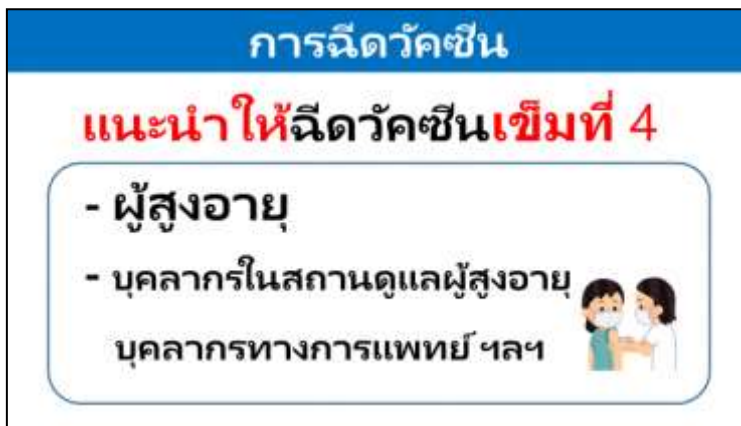 การฉีดวัคซีน
แนะนำให้ฉีดวัคซีนเข็มที่ 4
- ผู้สูงอายุ
- บุคลากรในสถานดูแลผู้สูงอายุ
บุคลากรทางการแพทย์ ฯลฯ